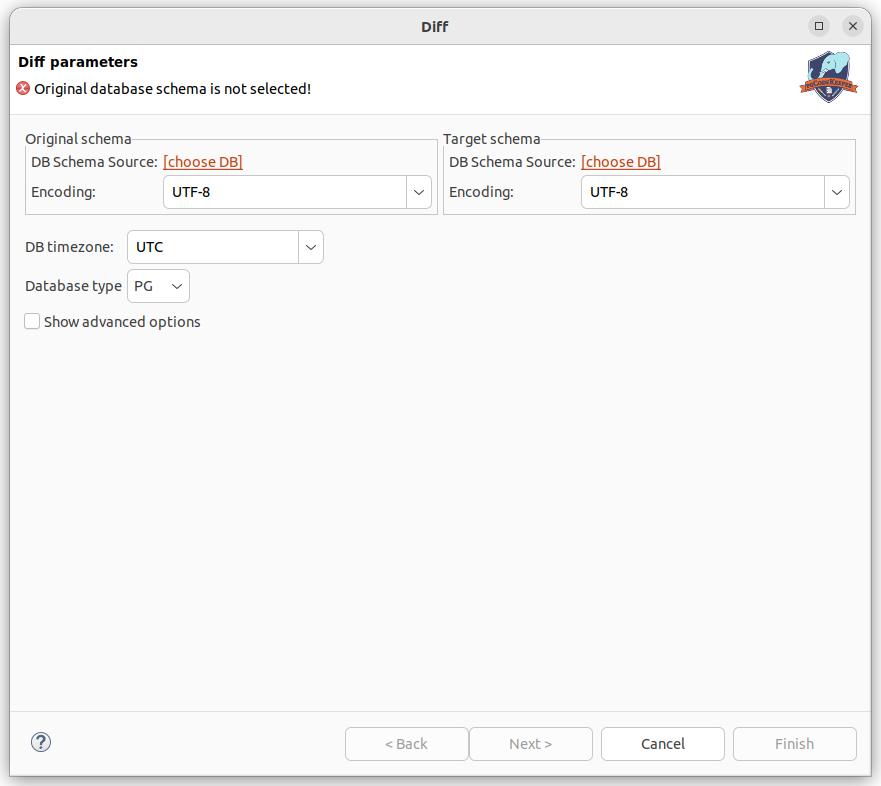 Diff
Diff parameters
Original database schema is not selected!
pgCodeKeeper
Original schema
DB Schema Source: [choose DB]
Encoding: UTF-8
Target schema
DB Schema Source: [choose DB]
Encoding: UTF-8
DB timezone: UTC
Database type PG
Show advanced options
?
< Back Next > Cancel Finish